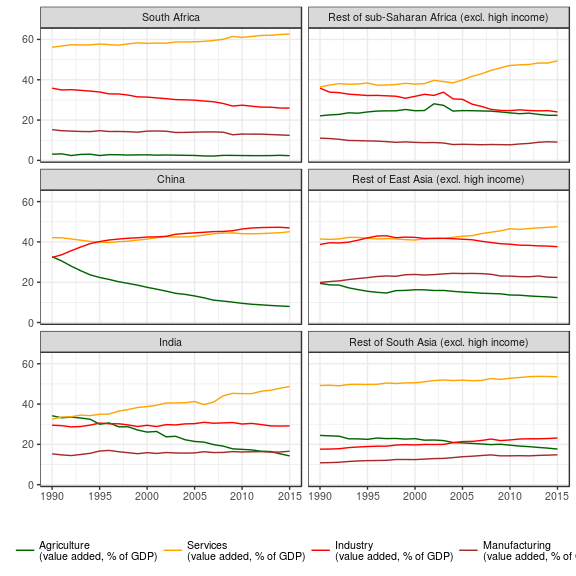 South Africa
Rest of sub-Saharan Africa (excl. high income)
60
40
20
0
China
Rest of East Asia (excl. high income)
60
40
20
0
India
Rest of South Asia (excl. high income)
60
40
20
0
1990 1995 2000 2005 2010 2015
1990 1995 2000 2005 2010 2015
Agriculture
(value added, % of GDP)
Services
(value added, % of GDP)
Industry
(value added, % of GDP)
Manufacturing
(value added, % of G